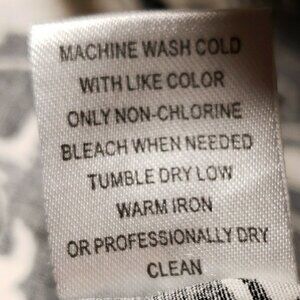 MACHINE WASH COLD
WITH LIKE COLOR
ONLY NON-CHLORINE
BLEACH WHEN NEEDED
TUMBLE DRY LOW
WARM IRON
OR PROFESSIONALLY DRY
CLEAN